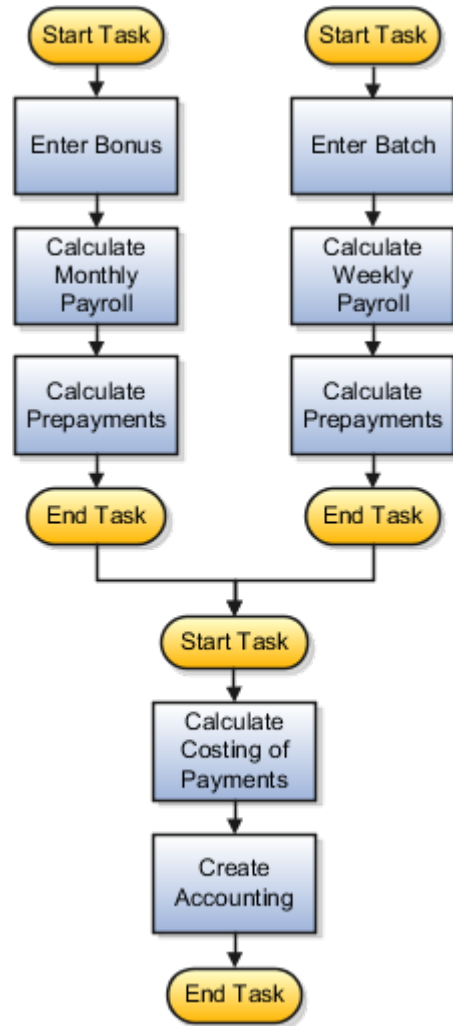 Start Task
Enter Bonus
Calculate
Monthly
Payroll
Calculate
Prepayments
End Task
Start Task
Enter Batch
Calculate
Weekly
Payroll
Calculate
Prepayments
End Task
Start Task
Calculate
Costing of
Payments
Create
Accounting
End Task